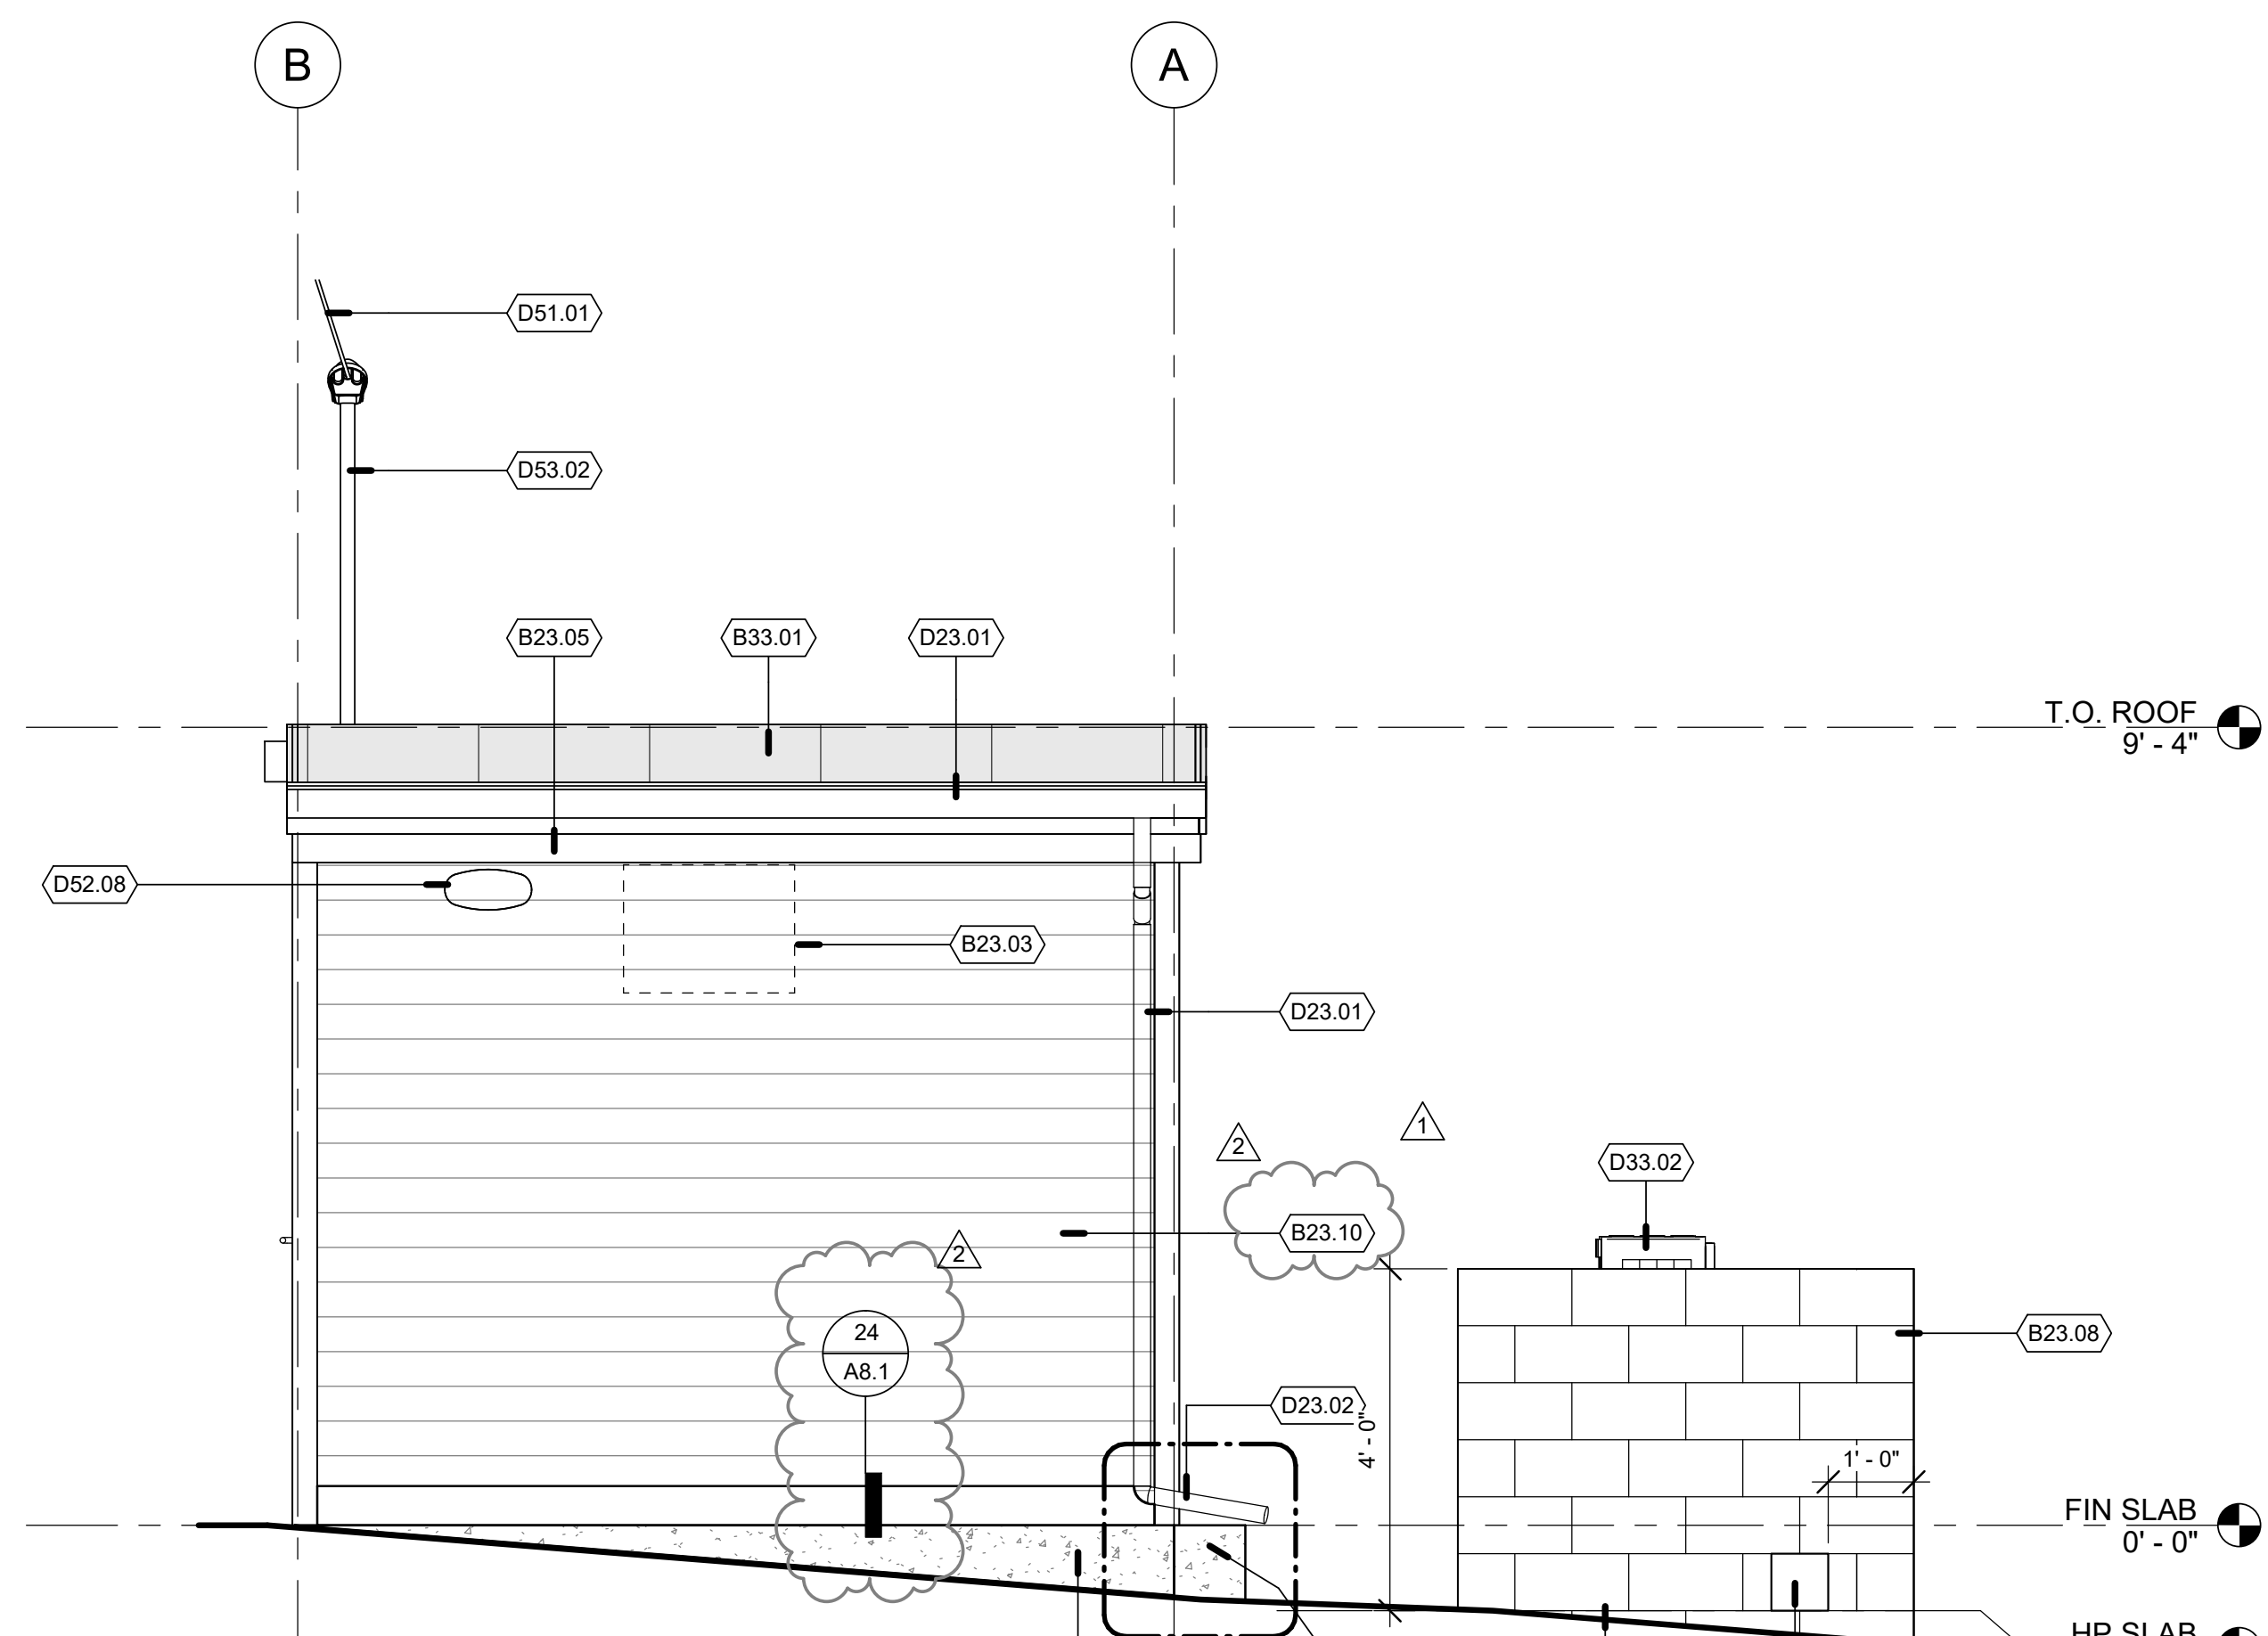 B
A
D51.01
D53.02
B23.05
B33.01
D23.01
T.O. ROOF
9' - 4"
D52.08
B23.03
D23.01
1
2
D33.02
B23.10
2
24
A8.1
B23.08
D23.02
4' - 0"
1' - 0"
FIN SLAB
0' - 0"
HP SLAB